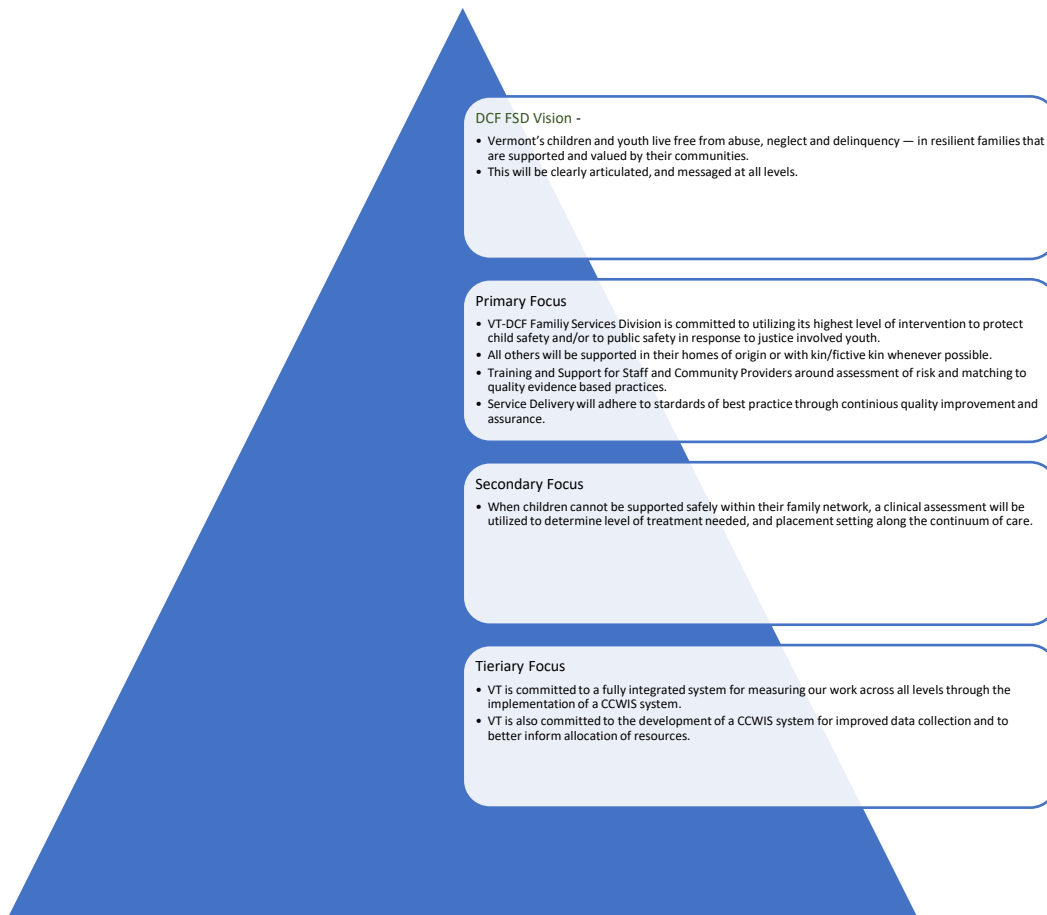 DCF FSD Vision -
• Vermont's children and youth live free from abuse, neglect and delinquency — in resilient families that
are supported and valued by their communities.
• This will be clearly articulated, and messaged at all levels.
Primary Focus
• VT-DCF Familiy Services Division is committed to utilizing its highest level of intervention to protect
child safety and/or to public safety in response to justice involved youth.
• All others will be supported in their homes of origin or with kin/fictive kin whenever possible.
• Training and Support for Staff and Community Providers around assessment of risk and matching to
quality evidence based practices.
• Service Delivery will adhere to stardards of best practice through continious quality improvement and
assurance.
Secondary Focus
• When children cannot be supported safely within their family network, a clinical assessment will be
utilized to determine level of treatment needed, and placement setting along the continuum of care.
Tieriary Focus
• VT is committed to a fully integrated system for measuring our work across all levels through the
implementation of a CCWIS system.
• VT is also committed to the development of a CCWIS system for improved data collection and to
better inform allocation of resources.